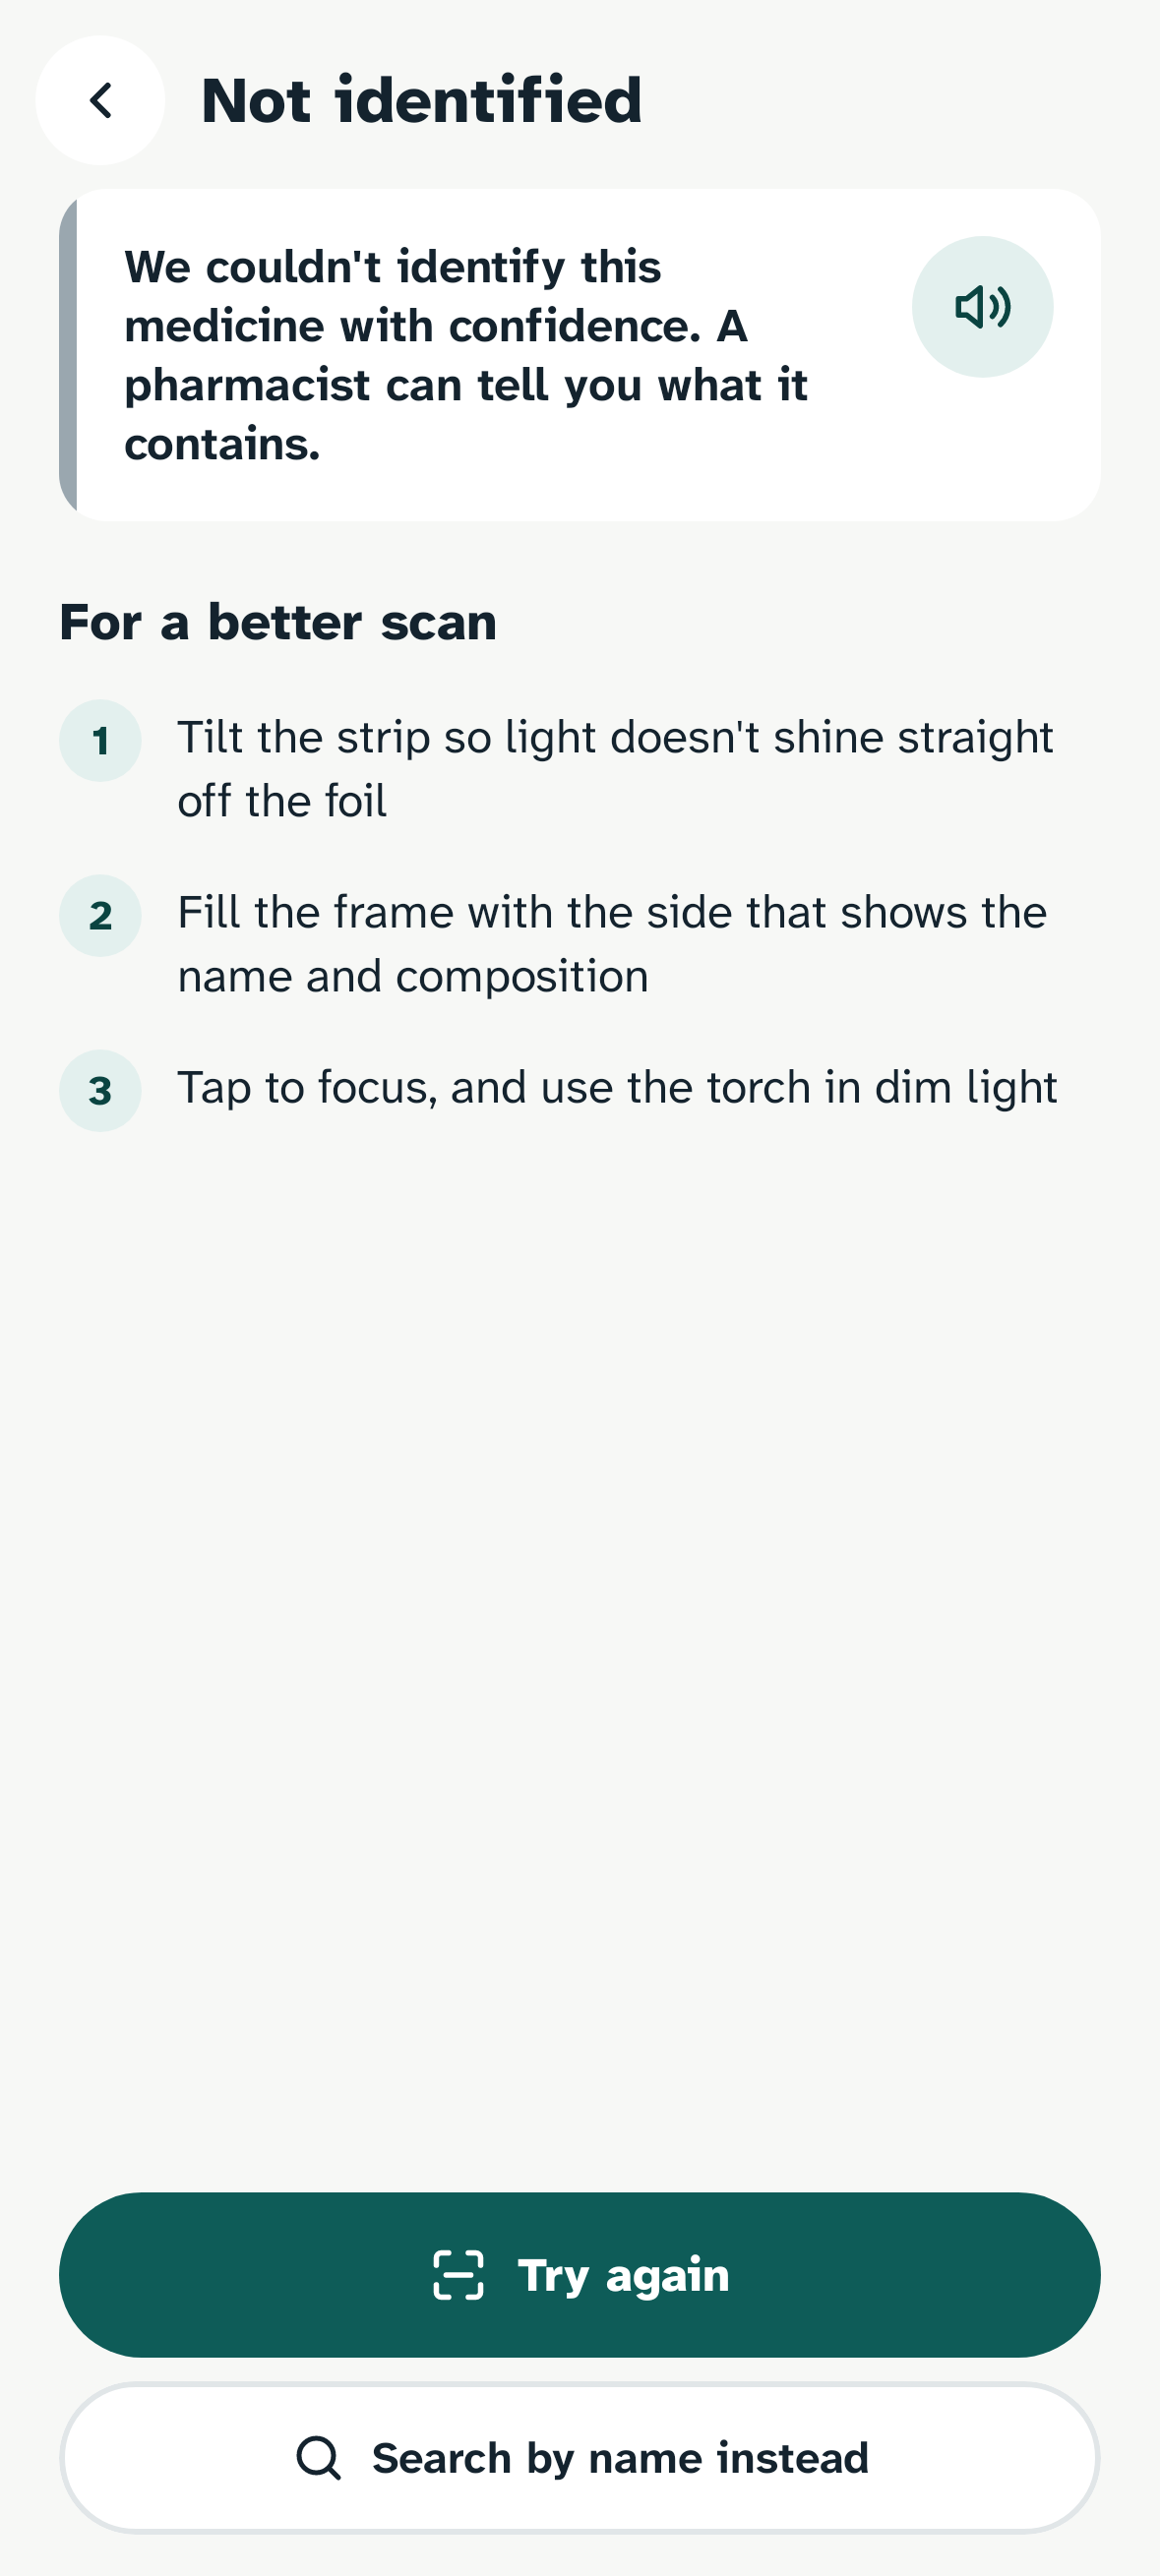 Not identified
We couldn't identify this
medicine with confidence. A
pharmacist can tell you what it
contains.
For a better scan
1 Tilt the strip so light doesn't shine straight
off the foil
2 Fill the frame with the side that shows the
name and composition
3 Tap to focus, and use the torch in dim light
Try again
Search by name instead